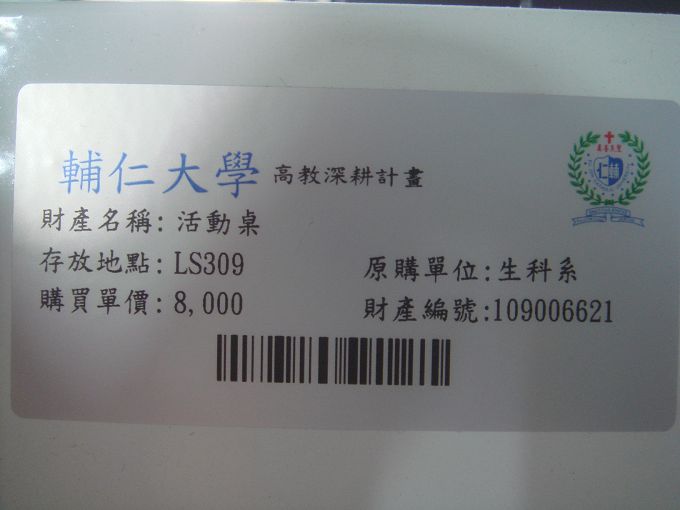 輔仁大學 高教深耕計畫
財產名稱: 活動桌
存放地點: LS309 原購單位: 生科系
購買單價: 8,000 財產編號:109006621